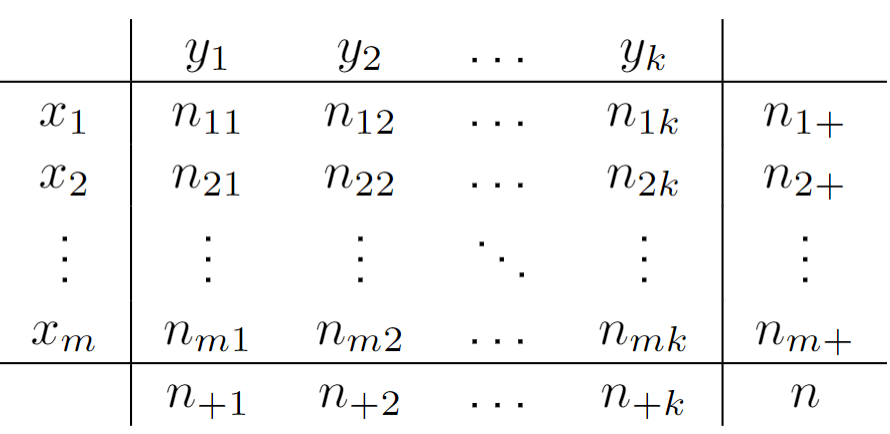 y₁ y₂ … yₖ
x₁ n₁₁ n₁₂ … n₁ₖ n₁₊
x₂ n₂₁ n₂₂ … n₂ₖ n₂₊
⋮ ⋮ ⋮ ⋱ ⋮ ⋮
xₘ nₘ₁ nₘ₂ … nₘₖ nₘ₊
n₊₁ n₊₂ … n₊ₖ n